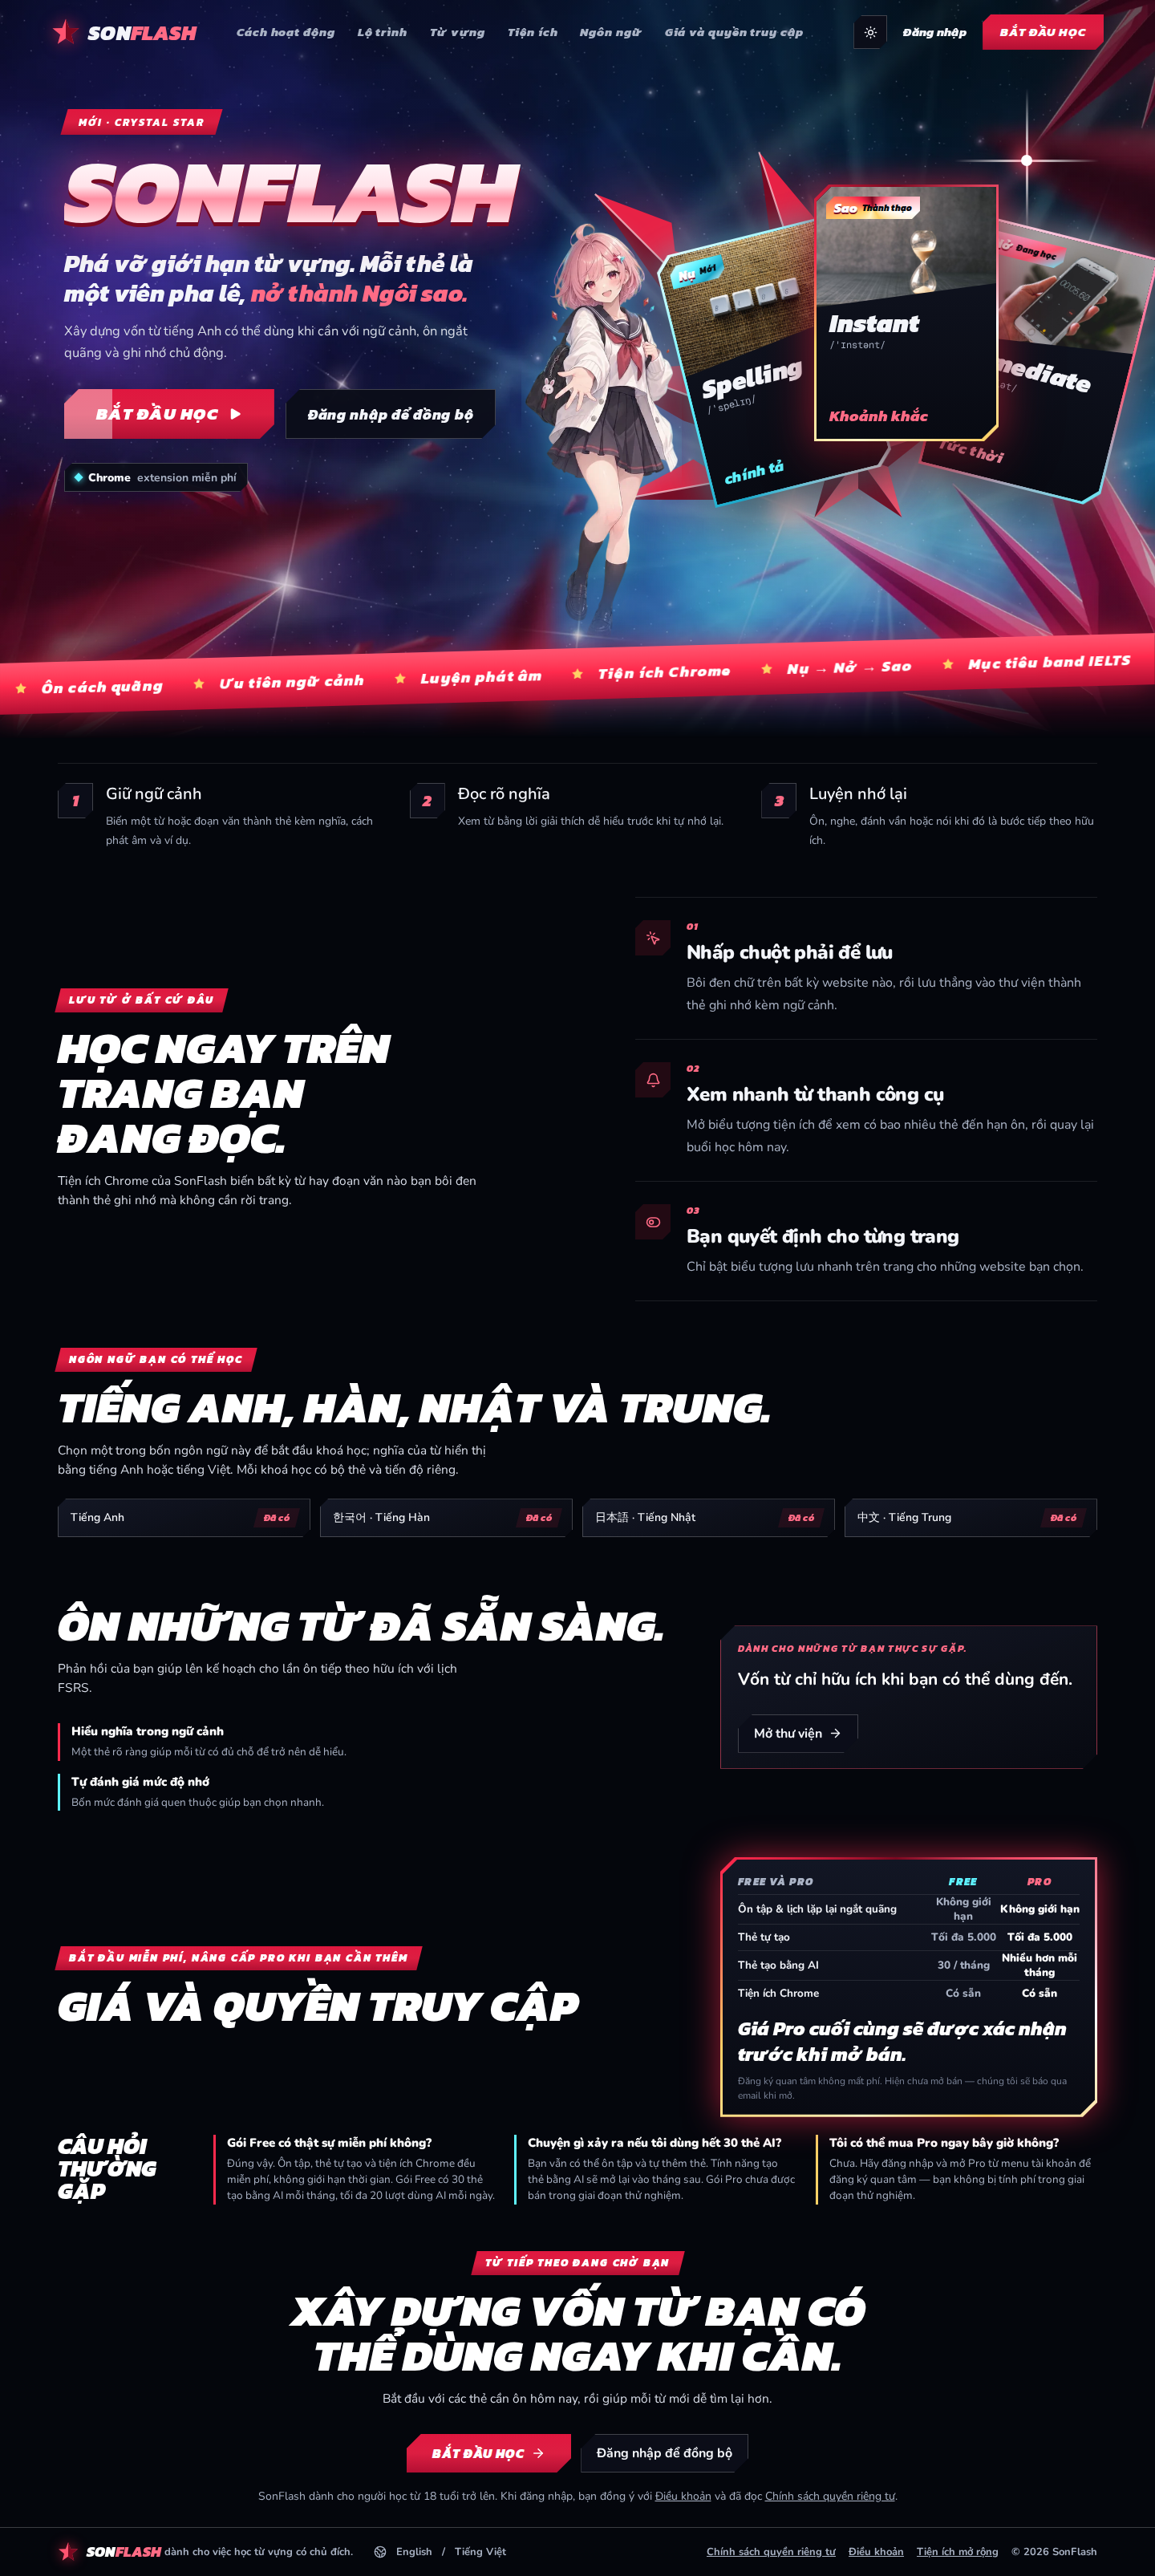 SONFLASH
Cách hoạt động
Lộ trình
Từ vựng
Tiện ích
Ngôn ngữ
Giá và quyền truy cập
Đăng nhập
BẮT ĐẦU HỌC
MỚI · CRYSTAL STAR
SONFLASH
Phá vỡ giới hạn từ vựng. Mỗi thẻ là
một viên pha lê, nở thành Ngôi sao.
Xây dựng vốn từ tiếng Anh có thể dùng khi cần với ngữ cảnh, ôn ngắt
quãng và ghi nhớ chủ động.
BẮT ĐẦU HỌC
Đăng nhập để đồng bộ
Chrome extension miễn phí
Nụ Mới
Spelling
/ˈspelɪŋ/
chính tả
Sao Thành thạo
Instant
/ˈɪnstənt/
Khoảnh khắc
Đang học
00:05.61
Tức thời
Ôn cách quãng
Ưu tiên ngữ cảnh
Luyện phát âm
Tiện ích Chrome
Nụ → Nở → Sao
Mục tiêu band IELTS
1
Giữ ngữ cảnh
Biến một từ hoặc đoạn văn thành thẻ kèm nghĩa, cách
phát âm và ví dụ.
2
Đọc rõ nghĩa
Xem từ bằng lời giải thích dễ hiểu trước khi tự nhớ lại.
3
Luyện nhớ lại
Ôn, nghe, đánh vần hoặc nói khi đó là bước tiếp theo hữu
ích.
LƯU TỪ Ở BẤT CỨ ĐÂU
HỌC NGAY TRÊN
TRANG BẠN
ĐANG ĐỌC.
Tiện ích Chrome của SonFlash biến bất kỳ từ hay đoạn văn nào bạn bôi đen
thành thẻ ghi nhớ mà không cần rời trang.
01
Nhấp chuột phải để lưu
Bôi đen chữ trên bất kỳ website nào, rồi lưu thẳng vào thư viện thành
thẻ ghi nhớ kèm ngữ cảnh.
02
Xem nhanh từ thanh công cụ
Mở biểu tượng tiện ích để xem có bao nhiêu thẻ đến hạn ôn, rồi quay lại
buổi học hôm nay.
03
Bạn quyết định cho từng trang
Chỉ bật biểu tượng lưu nhanh trên trang cho những website bạn chọn.
NGÔN NGỮ BẠN CÓ THỂ HỌC
TIẾNG ANH, HÀN, NHẬT VÀ TRUNG.
Chọn một trong bốn ngôn ngữ này để bắt đầu khoá học; nghĩa của từ hiển thị
bằng tiếng Anh hoặc tiếng Việt. Mỗi khoá học có bộ thẻ và tiến độ riêng.
Tiếng Anh
Đã có
한국어 · Tiếng Hàn
Đã có
日本語 · Tiếng Nhật
Đã có
中文 · Tiếng Trung
Đã có
ÔN NHỮNG TỪ ĐÃ SẴN SÀNG.
Phản hồi của bạn giúp lên kế hoạch cho lần ôn tiếp theo hữu ích với lịch
FSRS.
Hiểu nghĩa trong ngữ cảnh
Một thẻ rõ ràng giúp mỗi từ có đủ chỗ để trở nên dễ hiểu.
Tự đánh giá mức độ nhớ
Bốn mức đánh giá quen thuộc giúp bạn chọn nhanh.
DÀNH CHO NHỮNG TỪ BẠN THỰC SỰ GẶP.
Vốn từ chỉ hữu ích khi bạn có thể dùng đến.
Mở thư viện
BẮT ĐẦU MIỄN PHÍ, NÂNG CẤP PRO KHI BẠN CẦN THÊM
GIÁ VÀ QUYỀN TRUY CẬP
FREE VÀ PRO
FREE
PRO
Ôn tập & lịch lặp lại ngắt quãng
Không giới
hạn
Không giới hạn
Thẻ tự tạo
Tối đa 5.000
Tối đa 5.000
Thẻ tạo bằng AI
30 / tháng
Nhiều hơn mỗi
tháng
Tiện ích Chrome
Có sẵn
Có sẵn
Giá Pro cuối cùng sẽ được xác nhận
trước khi mở bán.
Đăng ký quan tâm không mất phí. Hiện chưa mở bán — chúng tôi sẽ báo qua
email khi mở.
CÂU HỎI
THƯỜNG
GẶP
Gói Free có thật sự miễn phí không?
Đúng vậy. Ôn tập, thẻ tự tạo và tiện ích Chrome đều
miễn phí, không giới hạn thời gian. Gói Free có 30 thẻ
tạo bằng AI mỗi tháng, tối đa 20 lượt dùng AI mỗi ngày.
Chuyện gì xảy ra nếu tôi dùng hết 30 thẻ AI?
Bạn vẫn có thể ôn tập và tự thêm thẻ. Tính năng tạo
thẻ bằng AI sẽ mở lại vào tháng sau. Gói Pro chưa được
bán trong giai đoạn thử nghiệm.
Tôi có thể mua Pro ngay bây giờ không?
Chưa. Hãy đăng nhập và mở Pro từ menu tài khoản để
đăng ký quan tâm — bạn không bị tính phí trong giai
đoạn thử nghiệm.
TỪ TIẾP THEO ĐANG CHỜ BẠN
XÂY DỰNG VỐN TỪ BẠN CÓ
THỂ DÙNG NGAY KHI CẦN.
Bắt đầu với các thẻ cần ôn hôm nay, rồi giúp mỗi từ mới dễ tìm lại hơn.
BẮT ĐẦU HỌC
Đăng nhập để đồng bộ
SonFlash dành cho người học từ 18 tuổi trở lên. Khi đăng nhập, bạn đồng ý với Điều khoản và đã đọc Chính sách quyền riêng tư.
SONFLASH dành cho việc học từ vựng có chủ đích.
English / Tiếng Việt
Chính sách quyền riêng tư
Điều khoản
Tiện ích mở rộng
© 2026 SonFlash